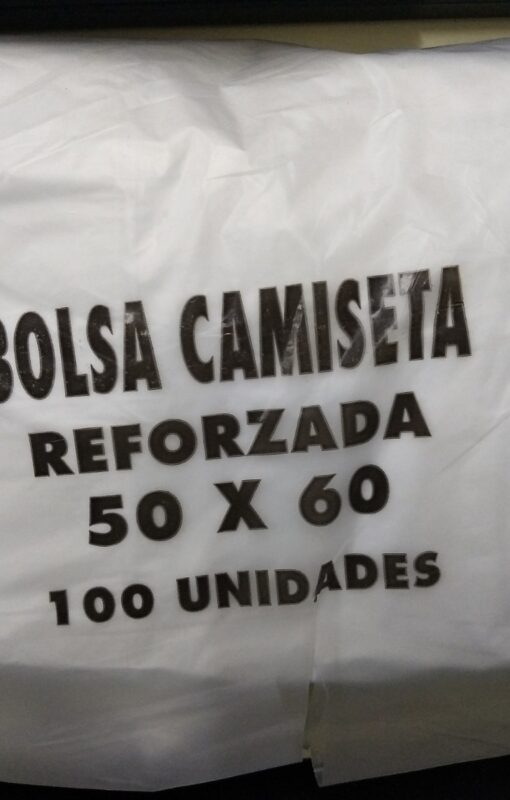 BOLSA CAMISETA
REFORZADA
50 X 60
100 UNIDADES